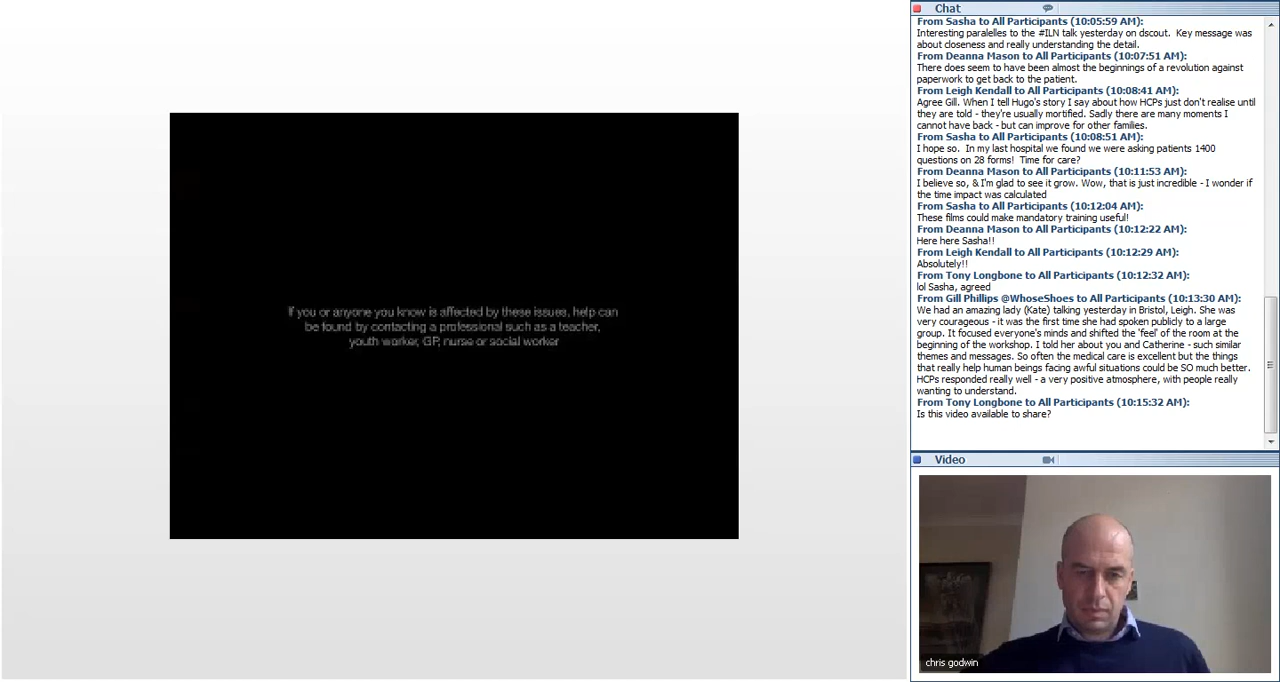 If you or anyone you know is affected by these issues, help can
be found by contacting a professional such as a teacher,
youth worker, GP, nurse or social worker
Chat
From Sasha to All Participants (10:05:59 AM):
Interesting paralelles to the #ILN talk yesterday on dscout.  Key message was
about closeness and really understanding the detail.
From Deanna Mason to All Participants (10:07:51 AM):
There does seem to have been almost the beginnings of a revolution against
paperwork to get back to the patient.
From Leigh Kendall to All Participants (10:08:41 AM):
Agree Gill. When I tell Hugo's story I say about how HCPs just don't realise until
they are told - they're usually mortified. Sadly there are many moments I
cannot have back - but can improve for other families.
From Sasha to All Participants (10:08:51 AM):
I hope so.  In my last hospital we found we were asking patients 1400
questions on 28 forms!  Time for care?
From Deanna Mason to All Participants (10:11:53 AM):
I believe so, & I'm glad to see it grow. Wow, that is just incredible - I wonder if
the time impact was calculated
From Sasha to All Participants (10:12:04 AM):
These films could make mandatory training useful!
From Deanna Mason to All Participants (10:12:22 AM):
Here here Sasha!!
From Leigh Kendall to All Participants (10:12:29 AM):
Absolutely!!
From Tony Longbone to All Participants (10:12:32 AM):
lol Sasha, agreed
From Gill Phillips @WhoseShoes to All Participants (10:13:30 AM):
We had an amazing lady (Kate) talking yesterday in Bristol, Leigh. She was
very courageous - it was the first time she had spoken publicly to a large
group. It focused everyone's minds and shifted the 'feel' of the room at the
beginning of the workshop. I told her about you and Catherine - such similar
themes and messages. So often the medical care is excellent but the things
that really help human beings facing awful situations could be SO much better.
HCPs responded really well - a very positive atmosphere, with people really
wanting to understand.
From Tony Longbone to All Participants (10:15:32 AM):
Is this video available to share?
Video
chris godwin